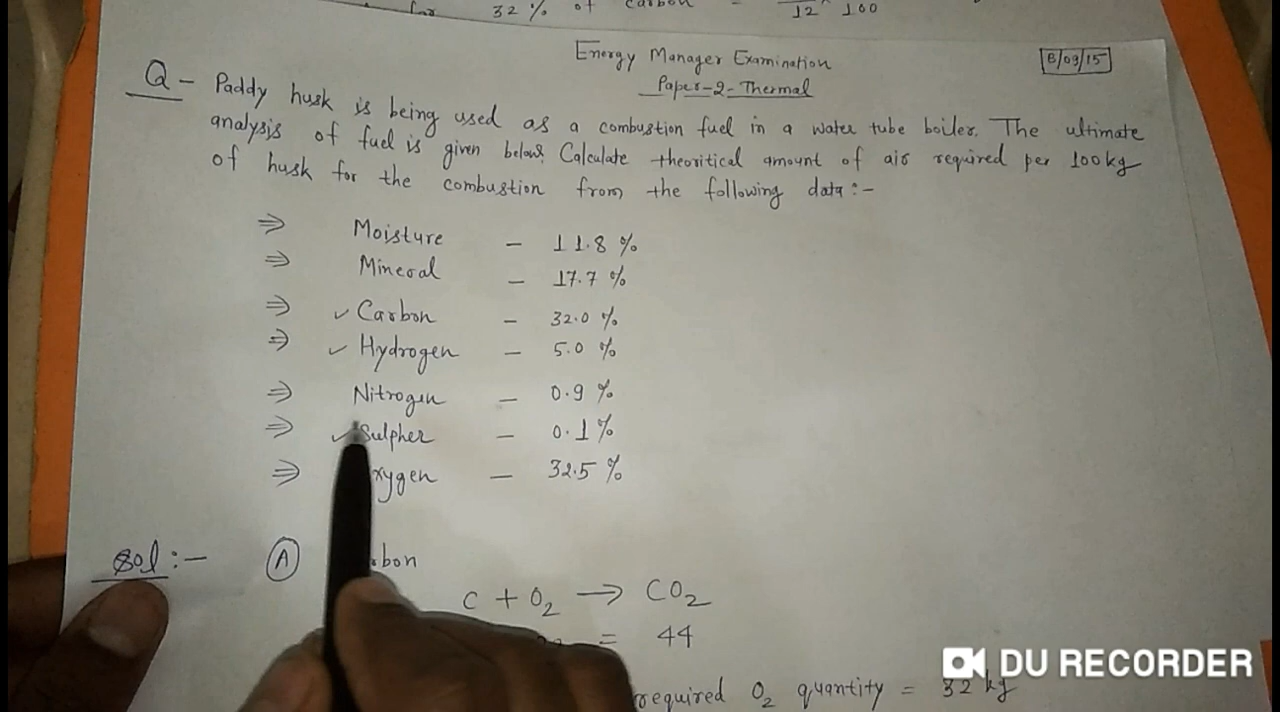 for 32 % of Carbon = 12 100
Energy Manager Examination
B/09/15
Paper-2-Thermal
Q - Paddy husk is being used as a combustion fuel in a water tube boiler. The ultimate
analysis of fuel is given below. Calculate theoritical amount of air required per 100kg
of husk for the combustion from the following data :-
⇒ Moisture - 11.8 %
⇒ Mineral - 17.7 %
⇒ ✓ Carbon - 32.0 %
⇒ ✓ Hydrogen - 5.0 %
⇒ Nitrogen - 0.9 %
⇒ ✓ Sulpher - 0.1 %
⇒ xygen - 32.5 %
Sol :- (A) rbon
C + O₂ → CO₂
= 44
required O₂ quantity = 32 kg
DU RECORDER